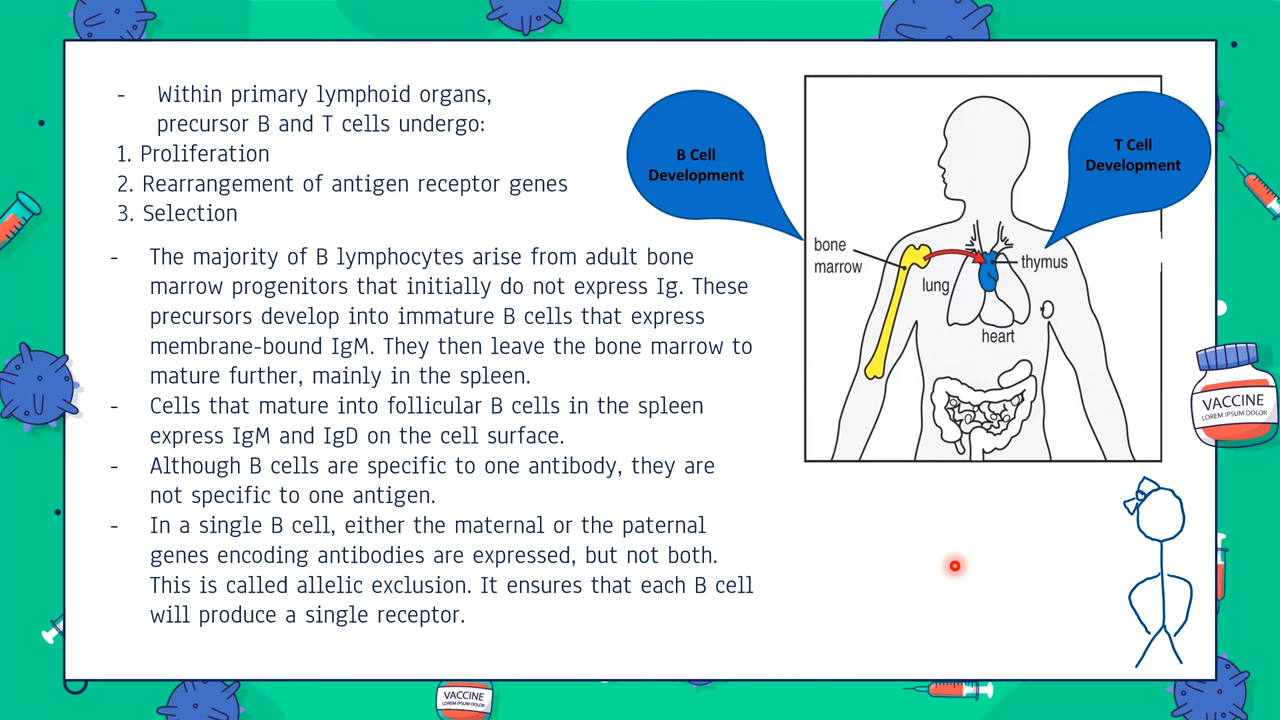 - Within primary lymphoid organs,
precursor B and T cells undergo:
1. Proliferation
2. Rearrangement of antigen receptor genes
3. Selection
- The majority of B lymphocytes arise from adult bone
marrow progenitors that initially do not express Ig. These
precursors develop into immature B cells that express
membrane-bound IgM. They then leave the bone marrow to
mature further, mainly in the spleen.
- Cells that mature into follicular B cells in the spleen
express IgM and IgD on the cell surface.
- Although B cells are specific to one antibody, they are
not specific to one antigen.
- In a single B cell, either the maternal or the paternal
genes encoding antibodies are expressed, but not both.
This is called allelic exclusion. It ensures that each B cell
will produce a single receptor.
B Cell
Development
T Cell
Development
bone
marrow
thymus
lung
heart
VACCINE
LOREM IPSUM DOLOR
VACCINE
LOREM IPSUM DOLOR